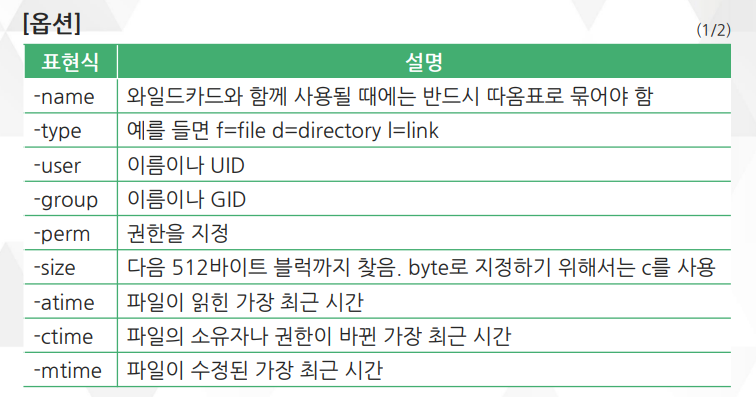 [옵션]
(1/2)
표현식 설명
-name 와일드카드와 함께 사용될 때에는 반드시 따옴표로 묶어야 함
-type 예를 들면 f=file d=directory l=link
-user 이름이나 UID
-group 이름이나 GID
-perm 권한을 지정
-size 다음 512바이트 블럭까지 찾음. byte로 지정하기 위해서는 c를 사용
-atime 파일이 읽힌 가장 최근 시간
-ctime 파일의 소유자나 권한이 바뀐 가장 최근 시간
-mtime 파일이 수정된 가장 최근 시간